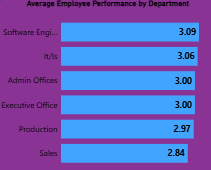 Average Employee Performance by Department
Software Engi... 3.09
It/Is 3.06
Admin Offices 3.00
Executive Office 3.00
Production 2.97
Sales 2.84